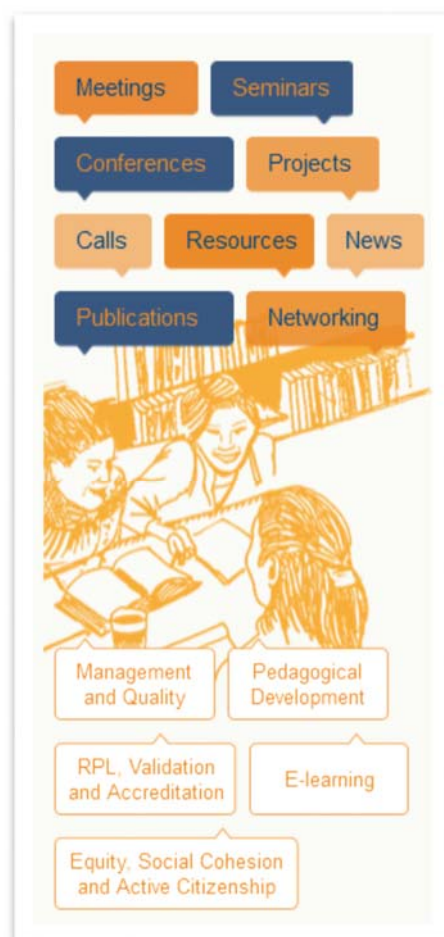 Meetings
Seminars
Conferences
Projects
Calls
Resources
News
Publications
Networking
Management
and Quality
Pedagogical
Development
RPL, Validation
and Accreditation
E-learning
Equity, Social Cohesion
and Active Citizenship